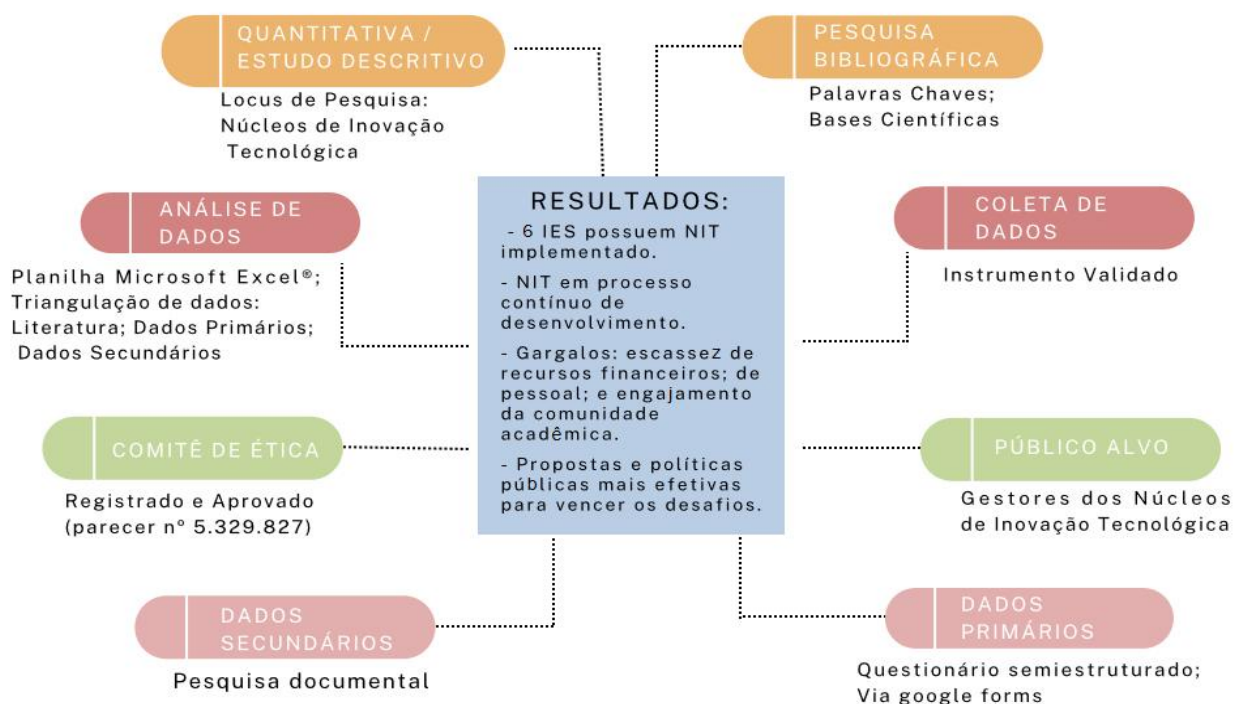 QUANTITATIVA /
ESTUDO DESCRITIVO
Locus de Pesquisa:
Núcleos de Inovação
Tecnológica
PESQUISA
BIBLIOGRÁFICA
Palavras Chaves;
Bases Científicas
ANÁLISE DE
DADOS
Planilha Microsoft Excel®;
Triangulação de dados:
Literatura; Dados Primários;
Dados Secundários
RESULTADOS:
- 6 IES possuem NIT
implementado.
- NIT em processo
contínuo de
desenvolvimento.
- Gargalos: escassez de
recursos financeiros; de
pessoal; e engajamento
da comunidade
acadêmica.
- Propostas e políticas
públicas mais efetivas
para vencer os desafios.
COLETA DE
DADOS
Instrumento Validado
COMITÊ DE ÉTICA
Registrado e Aprovado
(parecer nº 5.329.827)
PÚBLICO ALVO
Gestores dos Núcleos
de Inovação Tecnológica
DADOS
SECUNDÁRIOS
Pesquisa documental
DADOS
PRIMÁRIOS
Questionário semiestruturado;
Via google forms